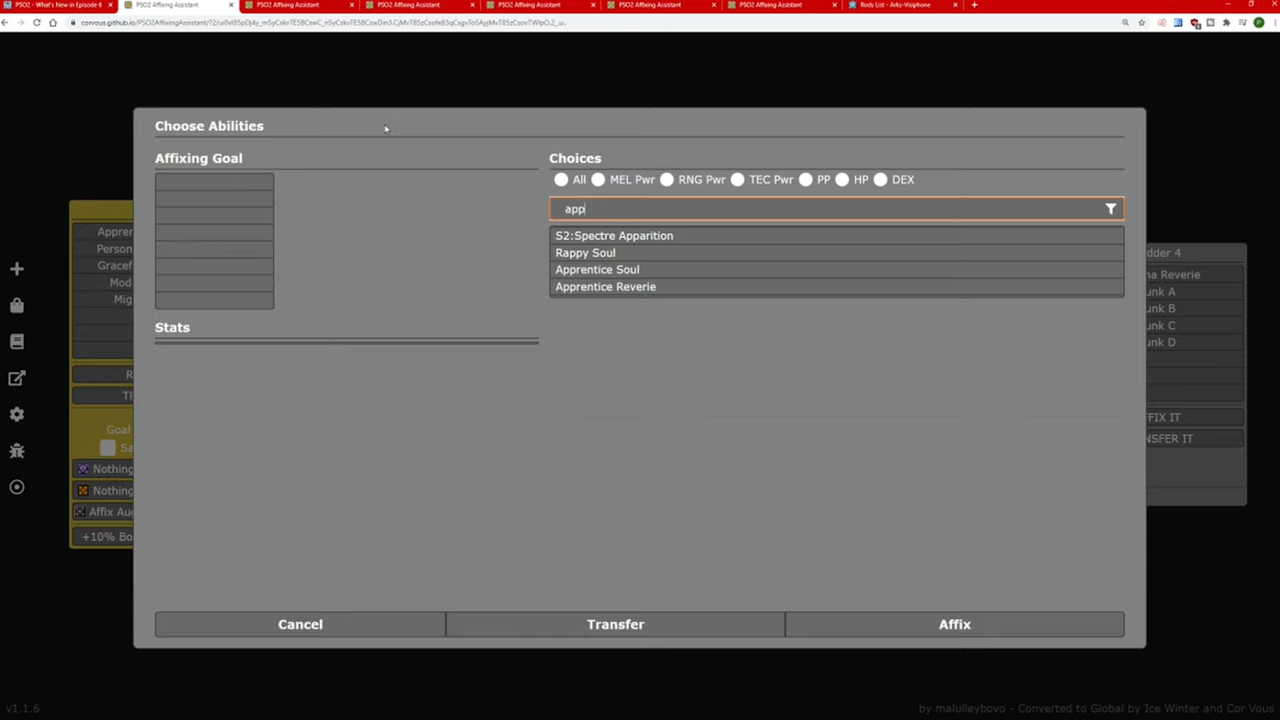 PSO2 - What's New in Episode 6
PSO2 Affixing Assistant
PSO2 Affixing Assistant
PSO2 Affixing Assistant
PSO2 Affixing Assistant
PSO2 Affixing Assistant
PSO2 Affixing Assistant
Rods List - Arks-Visiphone
Choose Abilities
Affixing Goal
Choices
All
MEL Pwr
RNG Pwr
TEC Pwr
PP
HP
DEX
app
S2:Spectre Apparition
Rappy Soul
Apprentice Soul
Apprentice Reverie
Stats
Cancel
Transfer
Affix
Appren
Person
Gracef
Mod
Mig
R
TF
Goal
Sa
Nothing
Nothing
Affix Au
+10% Bo
dder 4
na Reverie
unk A
unk B
unk C
unk D
FIX IT
NSFER IT
v1.1.6
by malulleybovo - Converted to Global by Ice Winter and Cor Vous